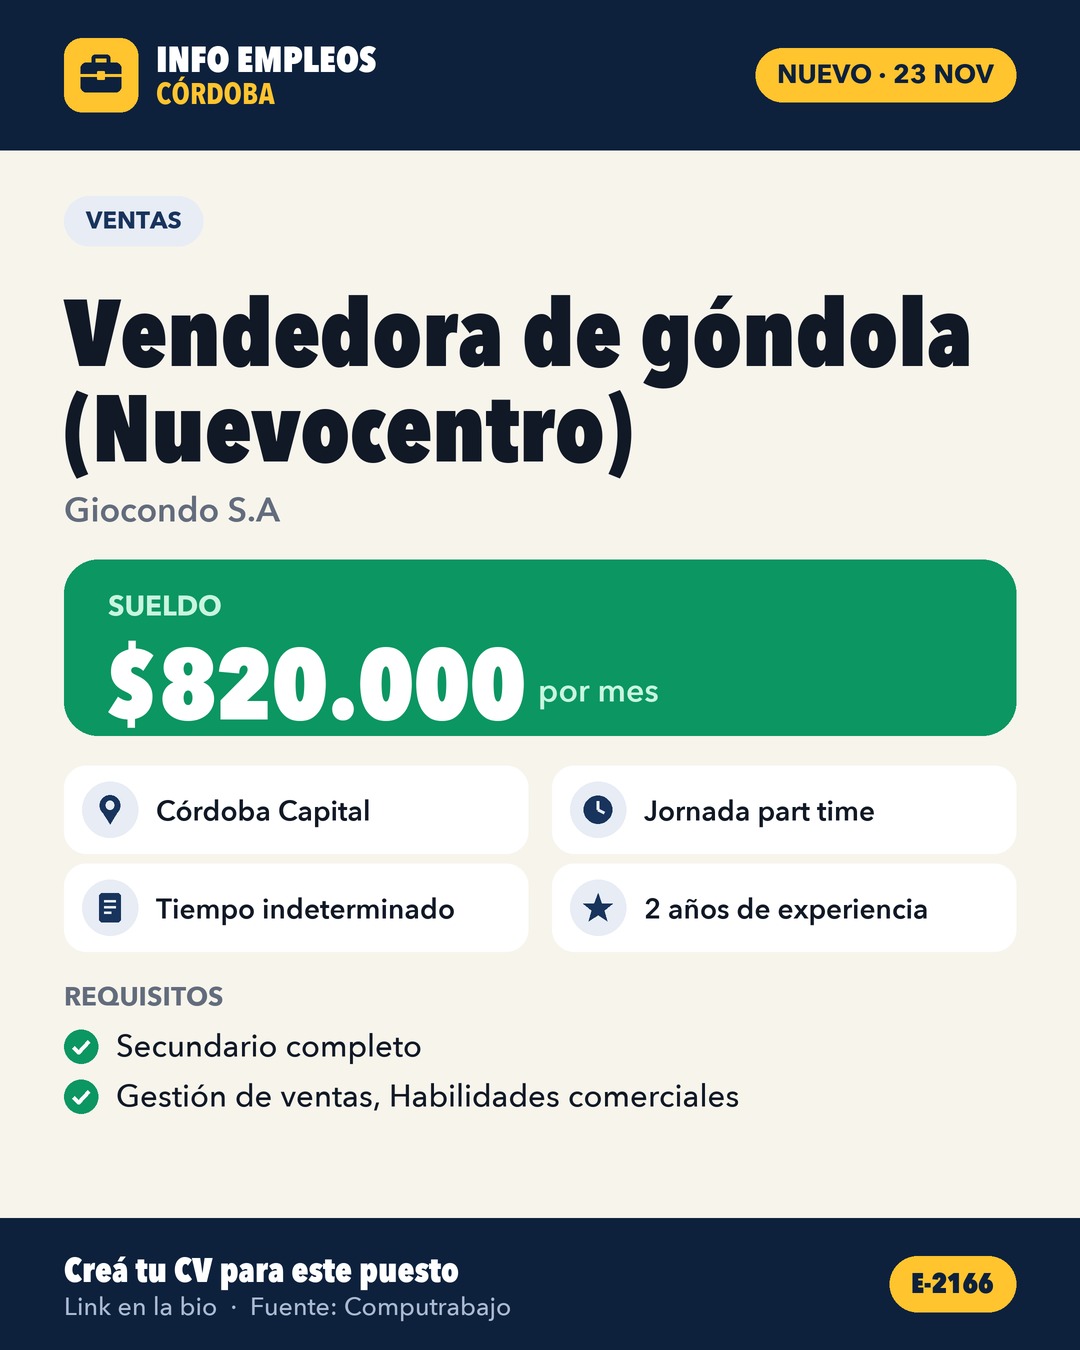 INFO EMPLEOS
CÓRDOBA
NUEVO · 23 NOV
VENTAS
Vendedora de góndola
(Nuevocentro)
Giocondo S.A
SUELDO
$820.000 por mes
Córdoba Capital
Jornada part time
Tiempo indeterminado
2 años de experiencia
REQUISITOS
Secundario completo
Gestión de ventas, Habilidades comerciales
Creá tu CV para este puesto
Link en la bio · Fuente: Computrabajo
E-2166